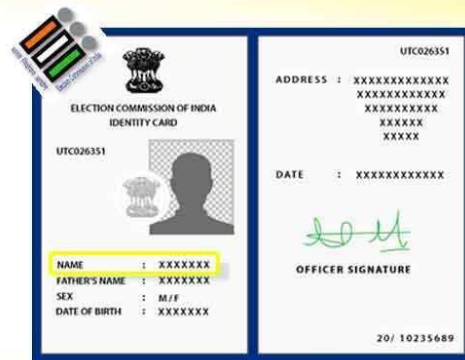 ELECTION COMMISSION OF INDIA
IDENTITY CARD
UTC026351
NAME : XXXXXXX
FATHER'S NAME : XXXXXXX
SEX : M/F
DATE OF BIRTH : XXXXXXX
UTC026351
ADDRESS : XXXXXXXXXXXXX
XXXXXXXXXXXX
XXXXXXXXXX
XXXXXX
XXXXX
DATE : XXXXXXXXXXXX
OFFICER SIGNATURE
20/ 10235689